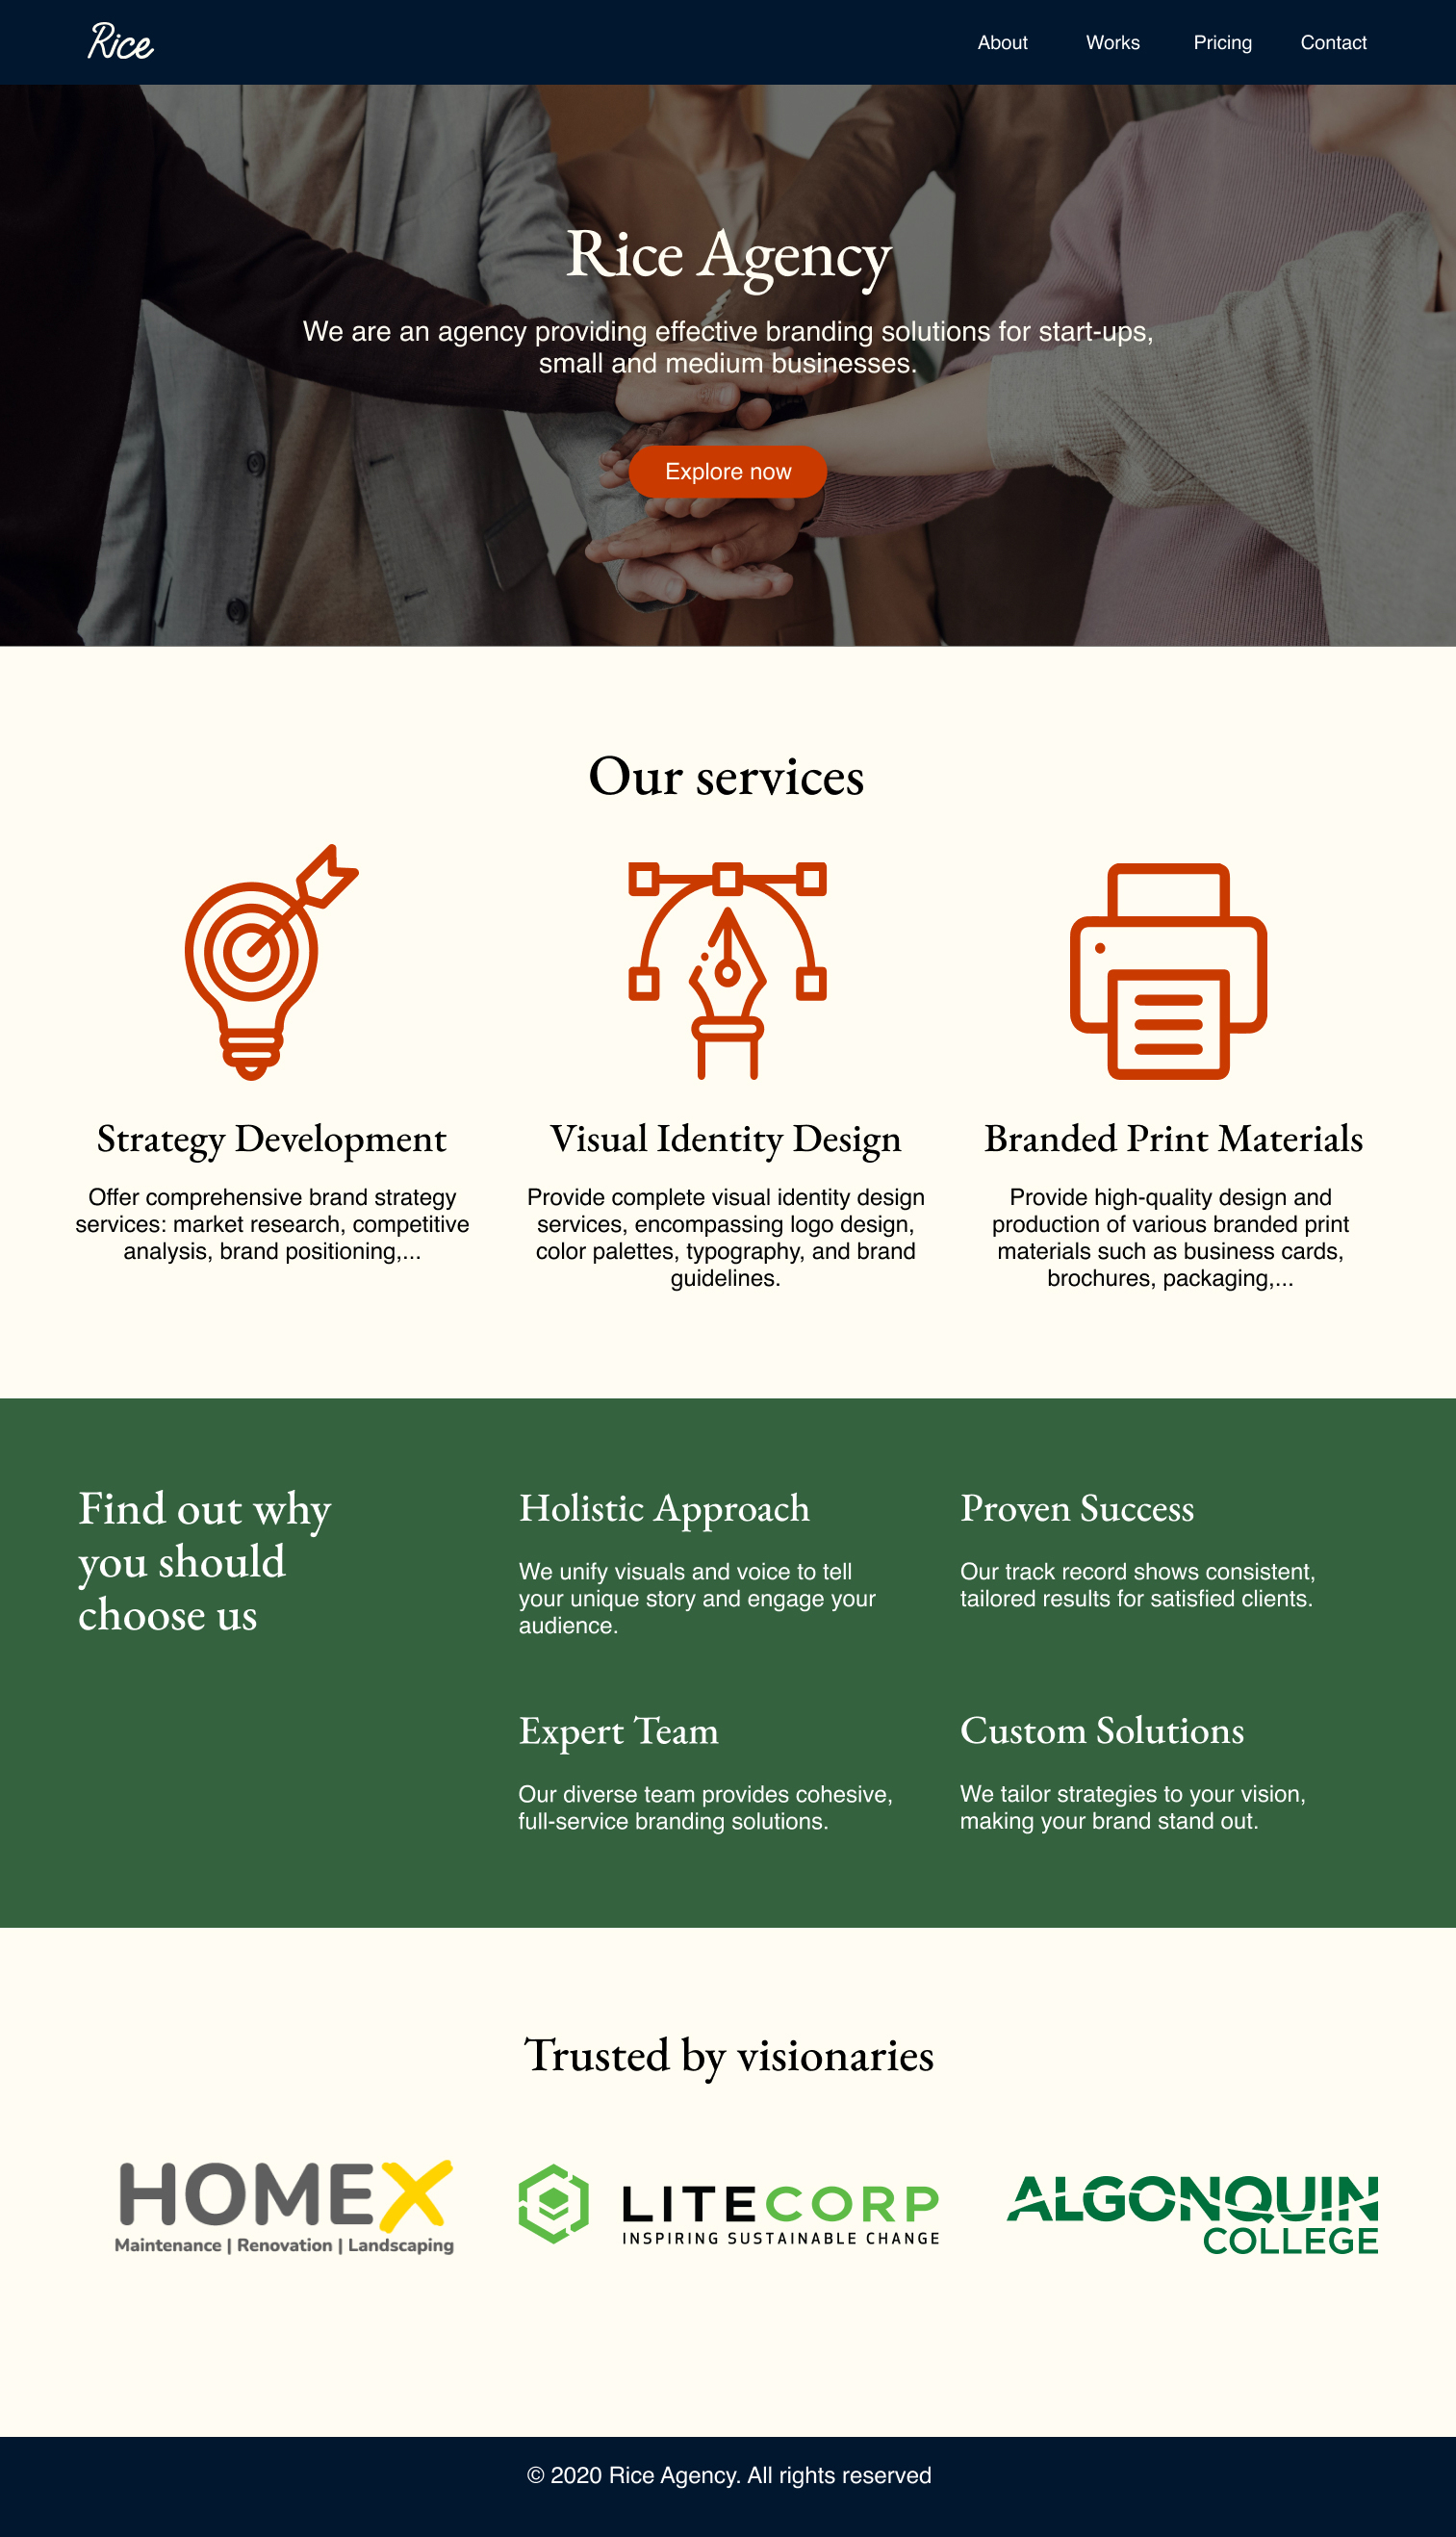 Rice
About Works Pricing Contact
Rice Agency
We are an agency providing effective branding solutions for start-ups,
small and medium businesses.
Explore now
Our services
Strategy Development
Offer comprehensive brand strategy
services: market research, competitive
analysis, brand positioning,...
Visual Identity Design
Provide complete visual identity design
services, encompassing logo design,
color palettes, typography, and brand
guidelines.
Branded Print Materials
Provide high-quality design and
production of various branded print
materials such as business cards,
brochures, packaging,...
Find out why
you should
choose us
Holistic Approach
We unify visuals and voice to tell
your unique story and engage your
audience.
Proven Success
Our track record shows consistent,
tailored results for satisfied clients.
Expert Team
Our diverse team provides cohesive,
full-service branding solutions.
Custom Solutions
We tailor strategies to your vision,
making your brand stand out.
Trusted by visionaries
HOMEX
Maintenance | Renovation | Landscaping
LITECORP
INSPIRING SUSTAINABLE CHANGE
ALGONQUIN
COLLEGE
© 2020 Rice Agency. All rights reserved